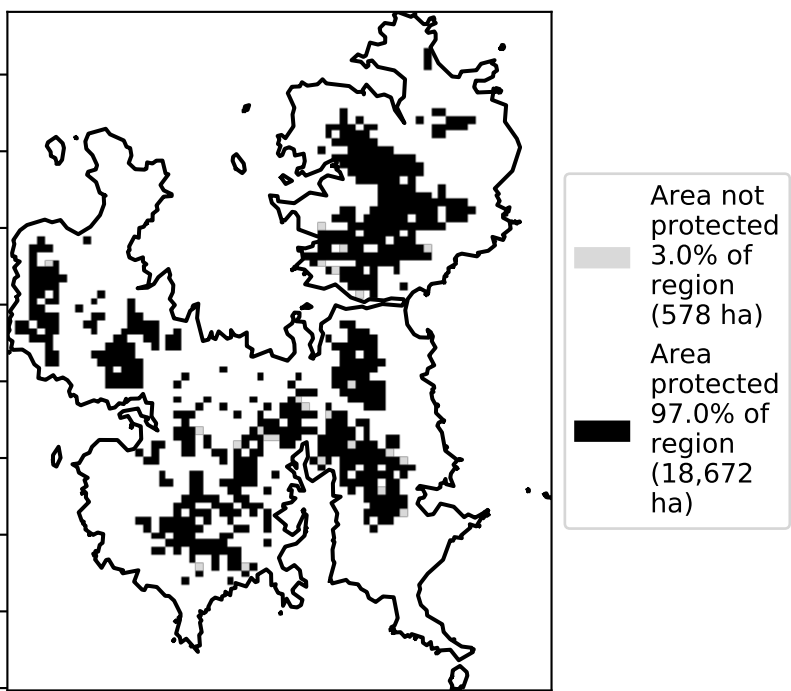 Area not
protected
3.0% of
region
(578 ha)
Area
protected
97.0% of
region
(18,672
ha)